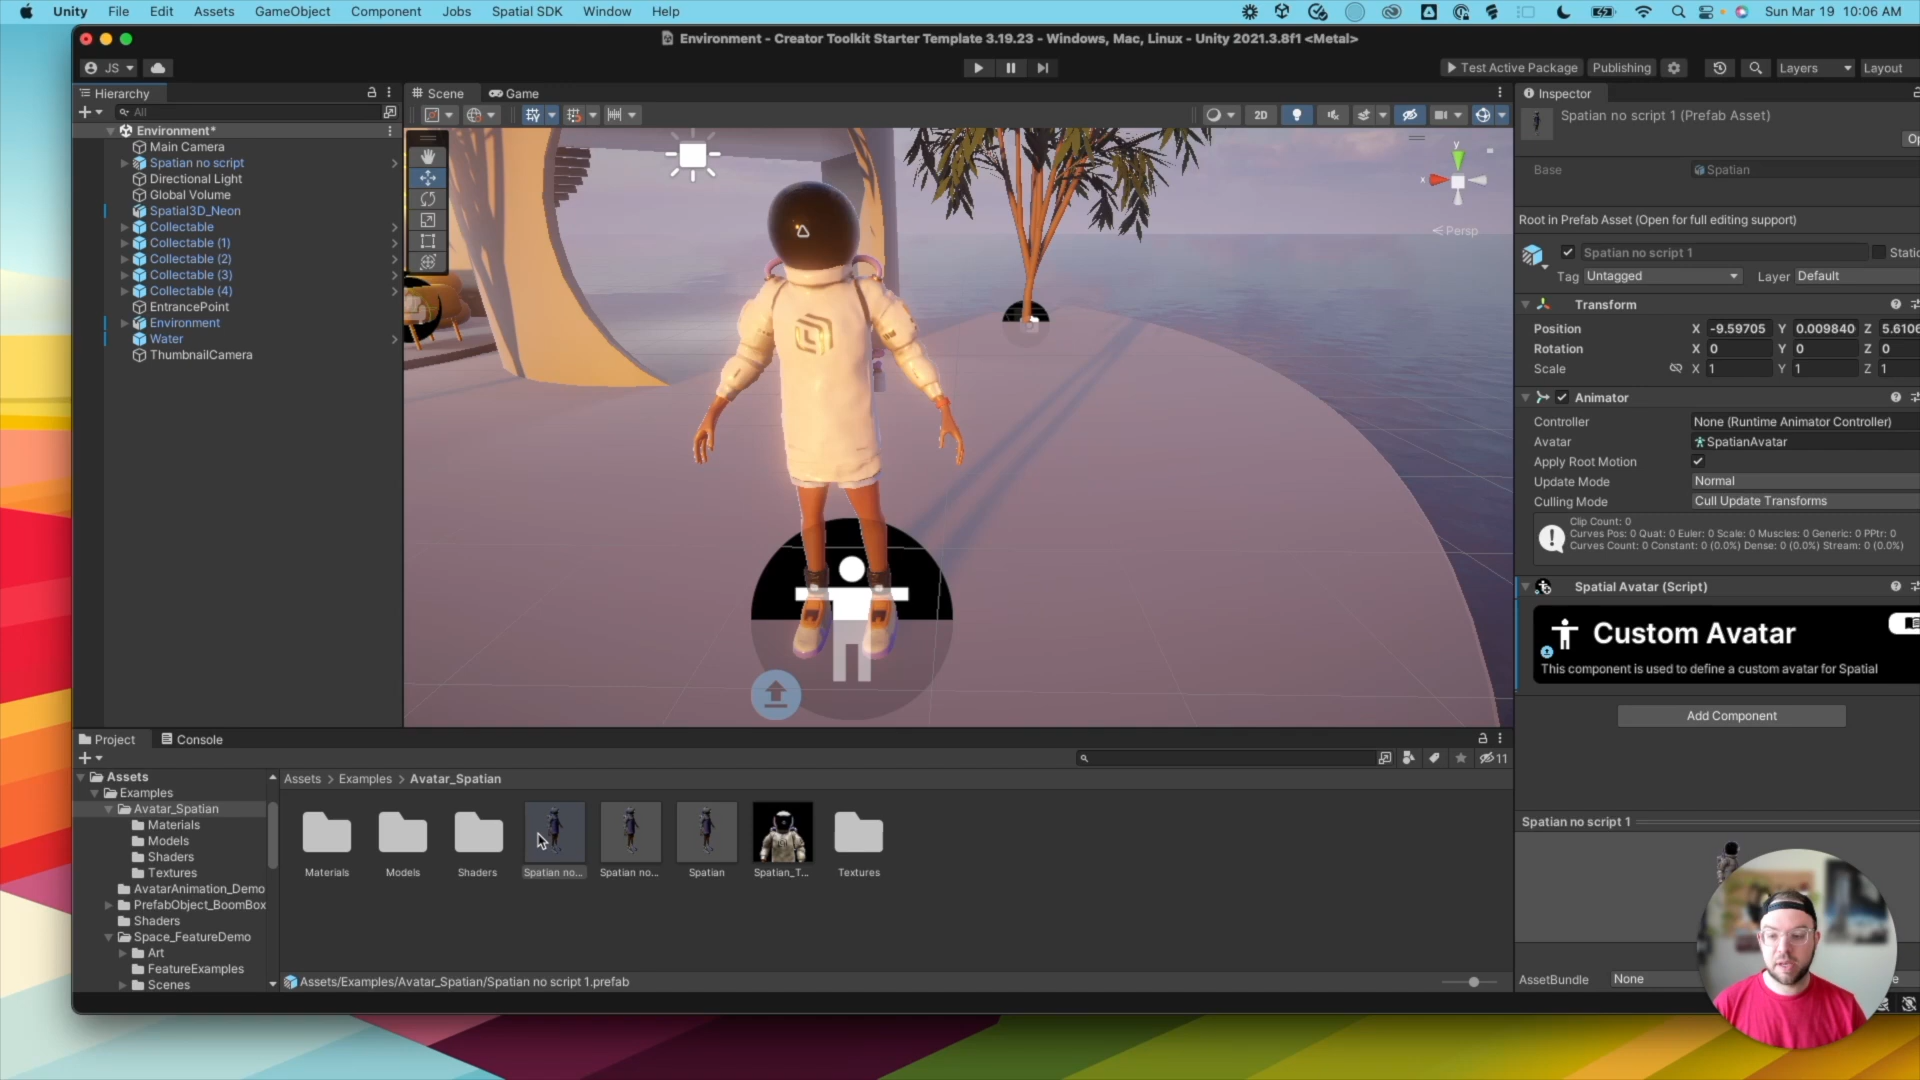 Unity File Edit Assets GameObject Component Jobs Spatial SDK Window Help
Sun Mar 19 10:06 AM
Environment - Creator Toolkit Starter Template 3.19.23 - Windows, Mac, Linux - Unity 2021.3.8f1 <Metal>
JS
Test Active Package Publishing Layers Layout
Hierarchy
All
Environment*
Main Camera
Spatian no script
Directional Light
Global Volume
Spatial3D_Neon
Collectable
Collectable (1)
Collectable (2)
Collectable (3)
Collectable (4)
EntrancePoint
Environment
Water
ThumbnailCamera
Scene Game
2D
y
x
Persp
Inspector
Spatian no script 1 (Prefab Asset)
Base Spatian
Root in Prefab Asset (Open for full editing support)
Spatian no script 1
Tag Untagged Layer Default
Transform
Position X -9.59705 Y 0.009840 Z 5.6106
Rotation X 0 Y 0 Z 0
Scale X 1 Y 1 Z 1
Animator
Controller None (Runtime Animator Controller)
Avatar SpatianAvatar
Apply Root Motion
Update Mode Normal
Culling Mode Cull Update Transforms
Clip Count: 0
Curves Pos: 0 Quat: 0 Euler: 0 Scale: 0 Muscles: 0 Generic: 0 PPtr: 0
Curves Count: 0 Constant: 0 (0.0%) Dense: 0 (0.0%) Stream: 0 (0.0%)
Spatial Avatar (Script)
Custom Avatar
This component is used to define a custom avatar for Spatial
Add Component
Spatian no script 1
AssetBundle None
Project Console
11
Assets
Examples
Avatar_Spatian
Materials
Models
Shaders
Textures
AvatarAnimation_Demo
PrefabObject_BoomBox
Shaders
Space_FeatureDemo
Art
FeatureExamples
Scenes
Assets > Examples > Avatar_Spatian
Materials Models Shaders Spatian no... Spatian no... Spatian Spatian_T... Textures
Assets/Examples/Avatar_Spatian/Spatian no script 1.prefab